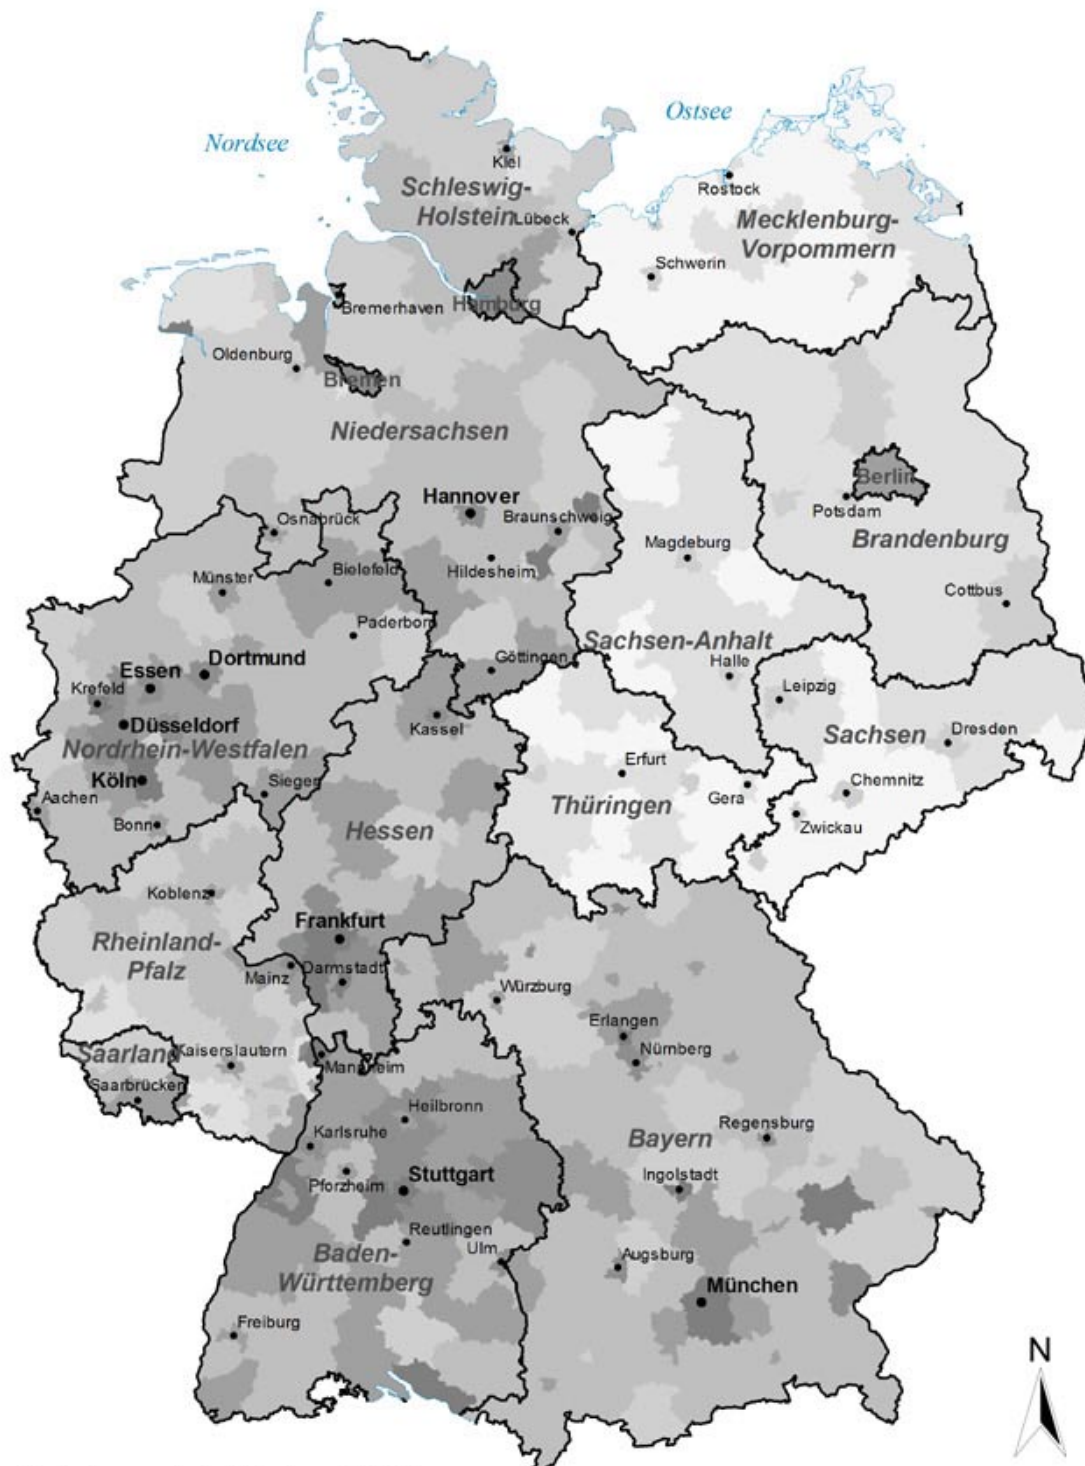 Nordsee
Ostsee
Kiel
Schleswig-
Holstein
Lübeck
Rostock
Mecklenburg-
Vorpommern
Schwerin
Hamburg
Bremerhaven
Oldenburg
Bremen
Niedersachsen
Hannover
Braunschweig
Hildesheim
Osnabrück
Berlin
Potsdam
Brandenburg
Cottbus
Magdeburg
Sachsen-Anhalt
Halle
Münster
Bielefeld
Paderborn
Göttingen
Essen
Dortmund
Krefeld
Düsseldorf
Nordrhein-Westfalen
Köln
Aachen
Siegen
Bonn
Kassel
Leipzig
Sachsen
Dresden
Chemnitz
Zwickau
Erfurt
Thüringen
Gera
Hessen
Koblenz
Frankfurt
Rheinland-
Pfalz
Mainz
Darmstadt
Würzburg
Saarland
Kaiserslautern
Saarbrücken
Mannheim
Erlangen
Nürnberg
Heilbronn
Karlsruhe
Pforzheim
Stuttgart
Bayern
Regensburg
Ingolstadt
Reutlingen
Ulm
Baden-
Württemberg
Augsburg
München
Freiburg
N